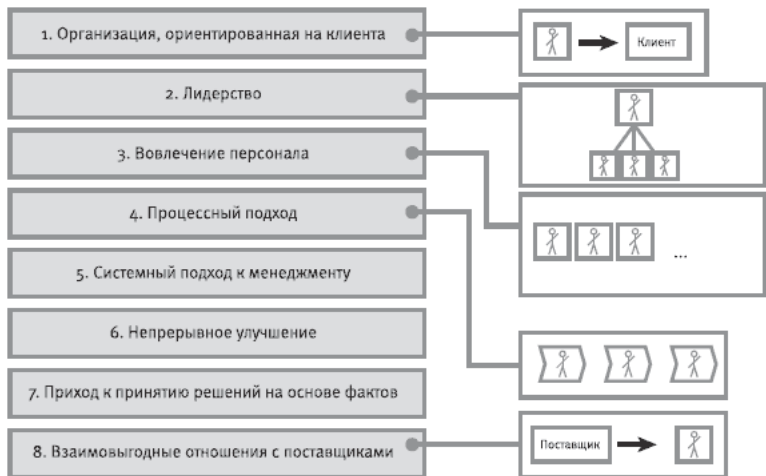 1. Организация, ориентированная на клиента
Клиент
2. Лидерство
3. Вовлечение персонала
4. Процессный подход
...
5. Системный подход к менеджменту
6. Непрерывное улучшение
7. Приход к принятию решений на основе фактов
8. Взаимовыгодные отношения с поставщиками
Поставщик